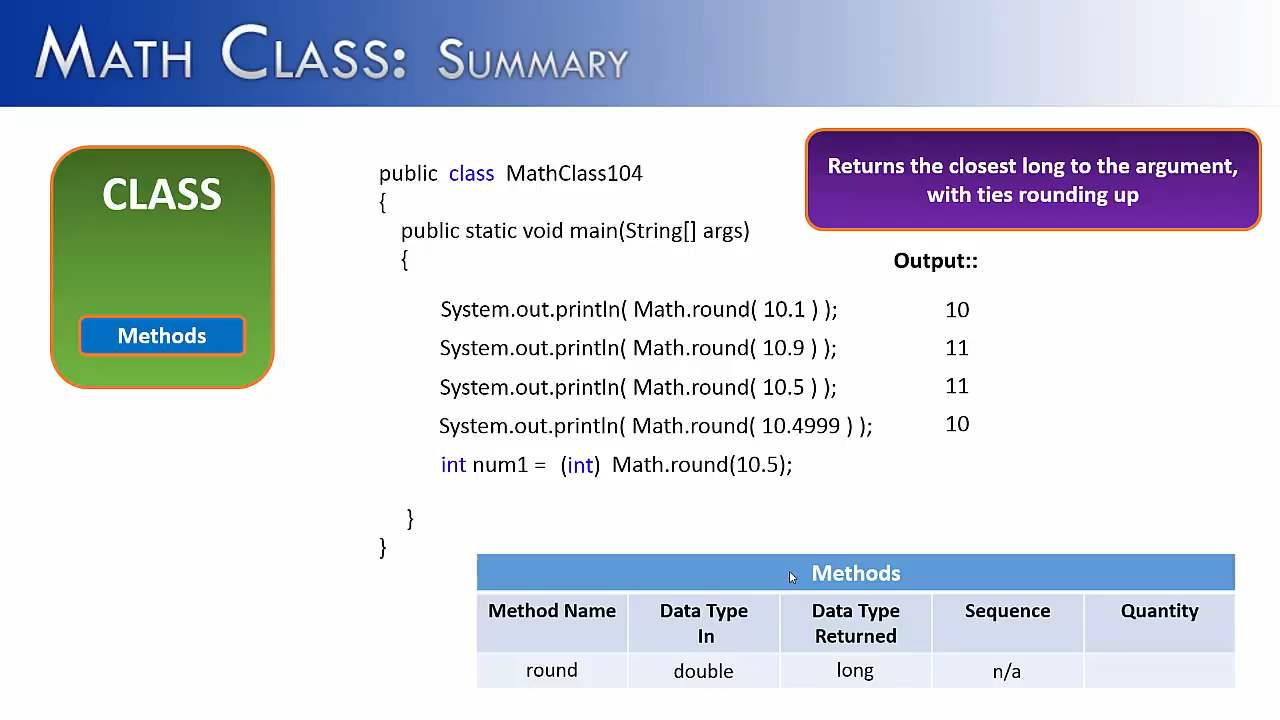 MATH CLASS: SUMMARY
CLASS
Methods
public class MathClass104
{
public static void main(String[] args)
{
System.out.println( Math.round( 10.1 ) );
System.out.println( Math.round( 10.9 ) );
System.out.println( Math.round( 10.5 ) );
System.out.println( Math.round( 10.4999 ) );
int num1 = (int) Math.round(10.5);
}
}
Returns the closest long to the argument,
with ties rounding up
Output::
10
11
11
10
Methods
Method Name Data Type In Data Type Returned Sequence Quantity
round double long n/a